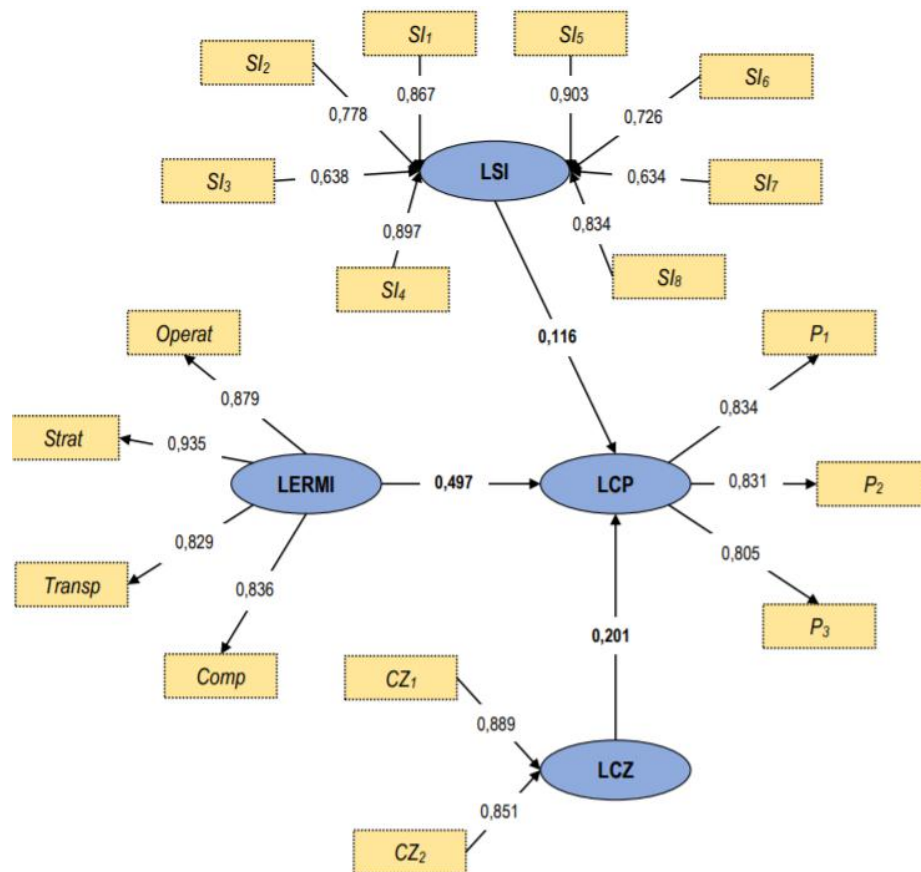 SI1
SI5
SI2
SI6
0,867
0,903
0,778
0,726
SI3
0,638
LSI
0,634
SI7
0,897
0,834
SI4
SI8
Operat
0,116
P1
0,879
0,834
Strat
0,935
LERMI
0,497
LCP
0,831
P2
0,829
0,805
Transp
0,836
P3
0,201
Comp
CZ1
0,889
LCZ
0,851
CZ2